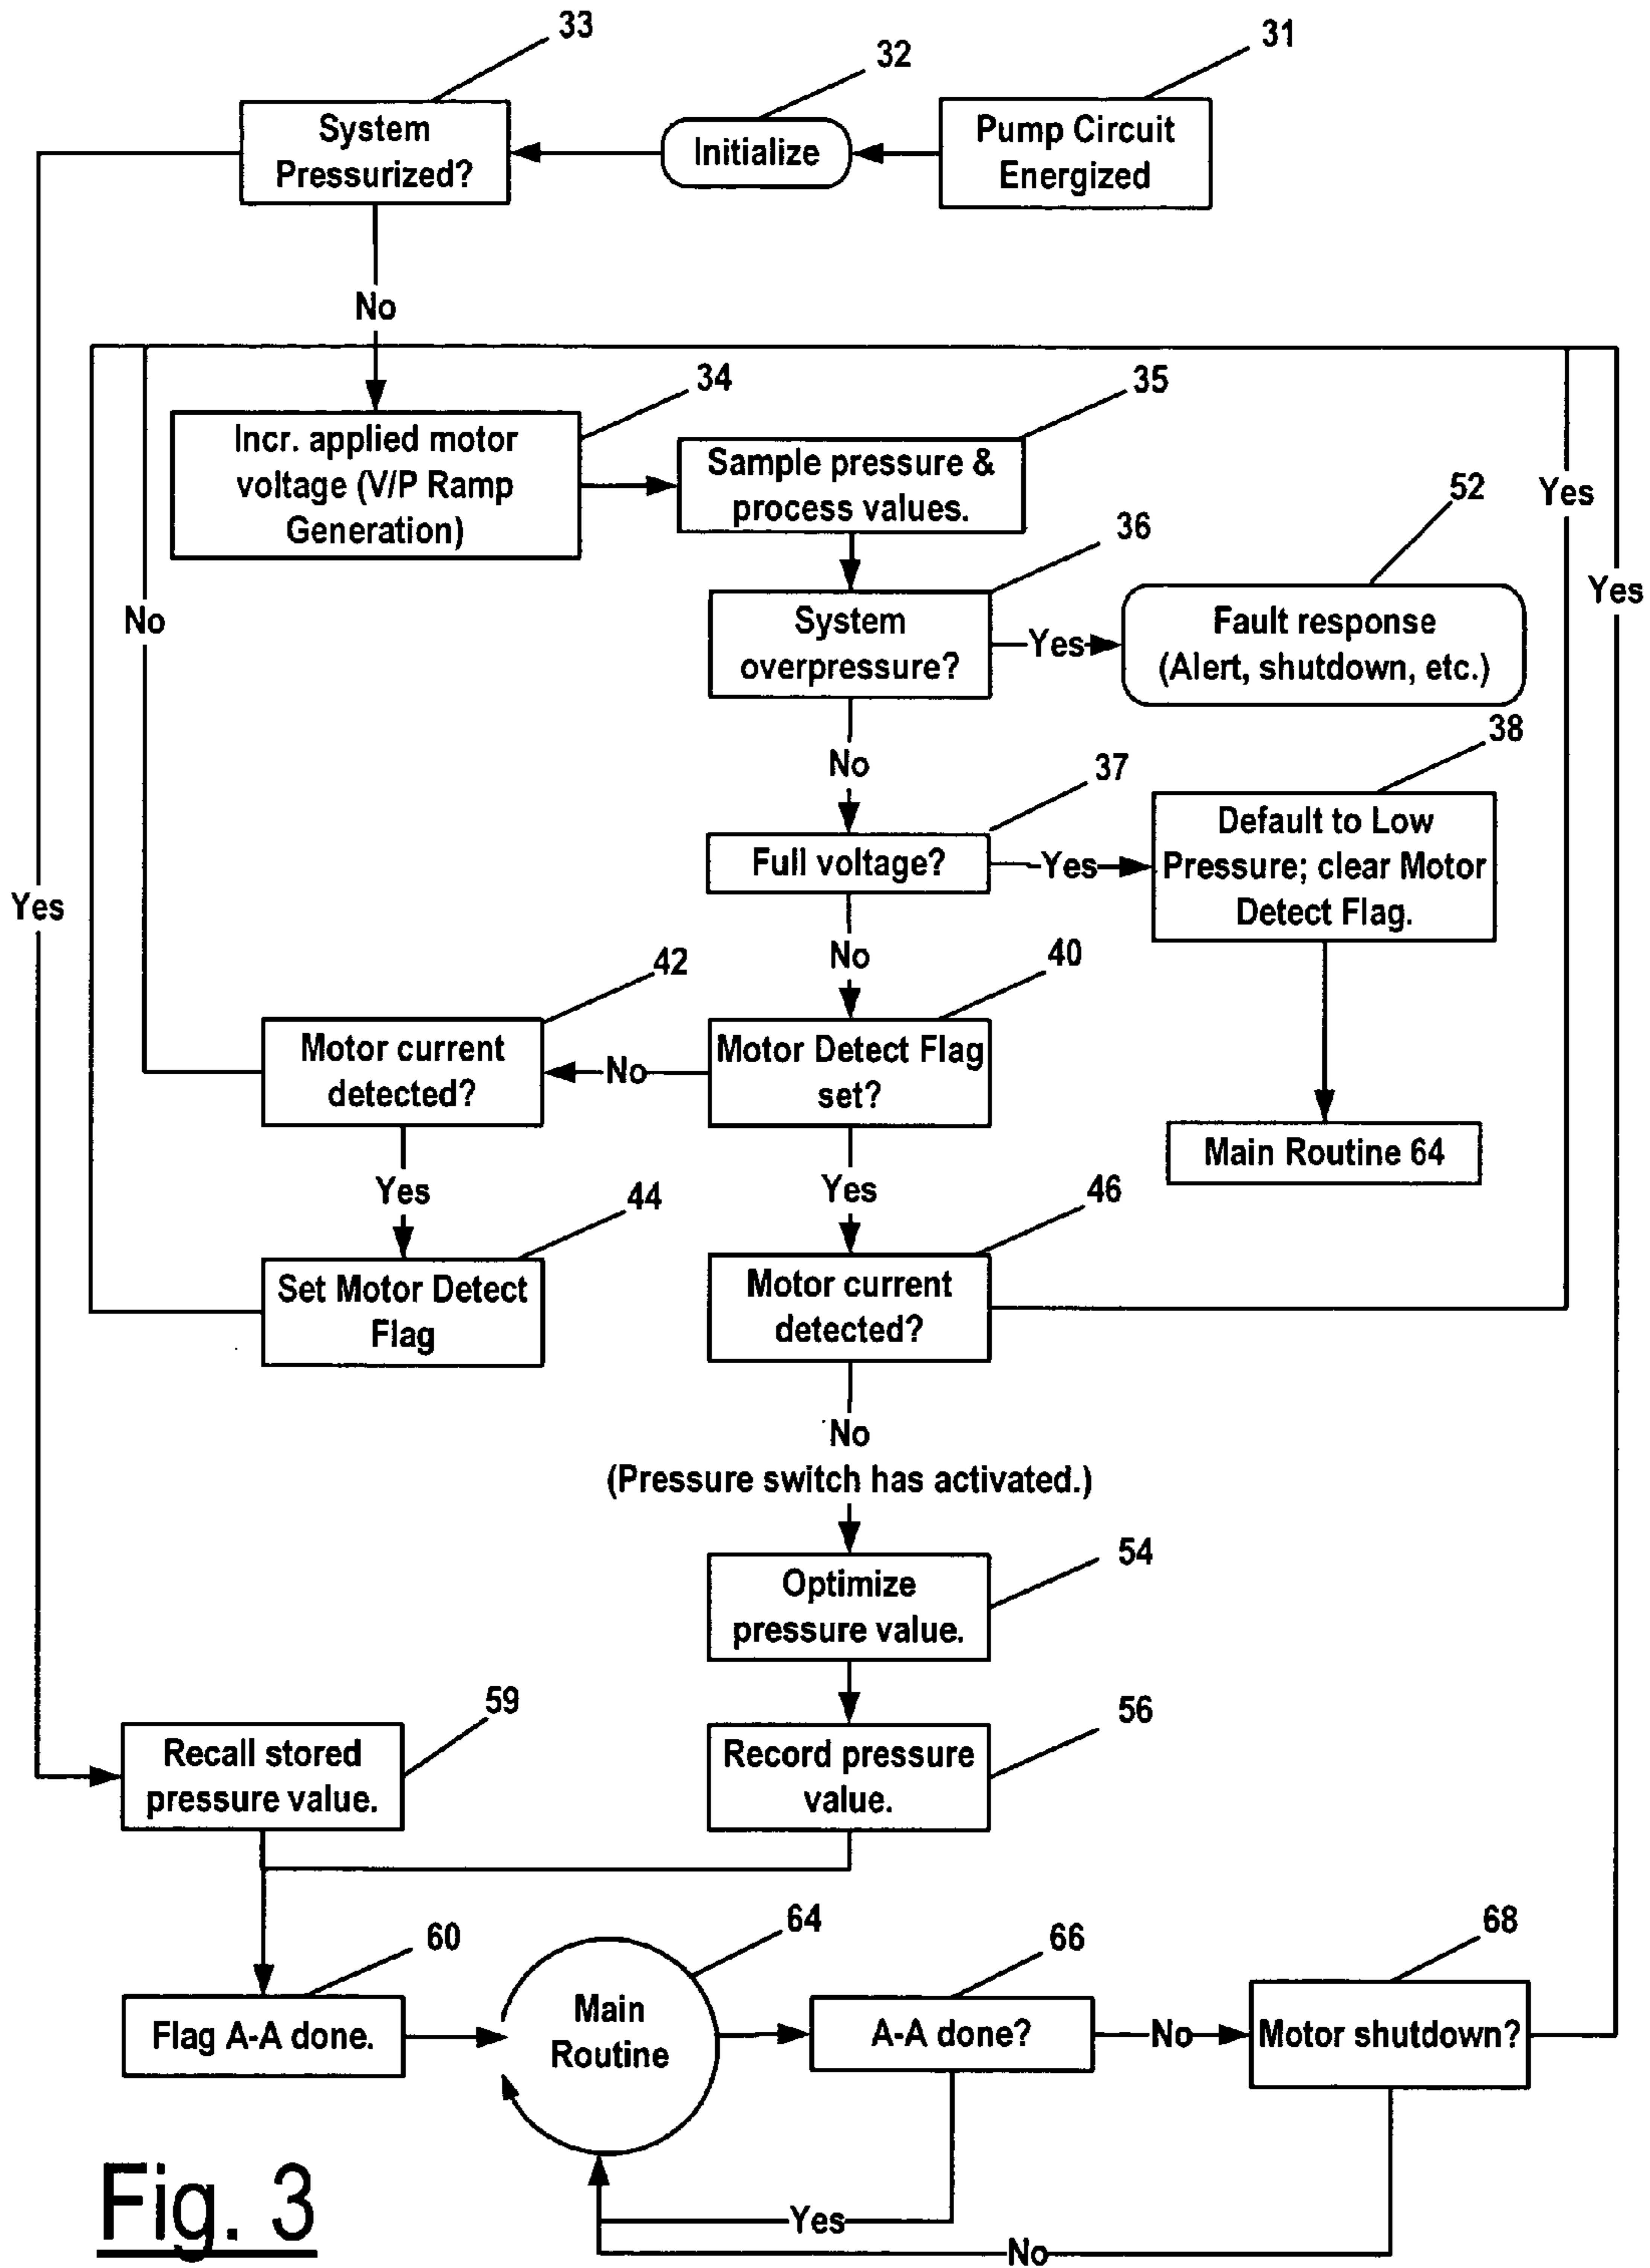 33
32
31
System
Pressurized?
Initialize
Pump Circuit
Energized
No
34
35
Incr. applied motor
voltage (V/P Ramp
Generation)
Sample pressure &
process values.
Yes
52
36
Yes
No
System
overpressure?
Yes
Fault response
(Alert, shutdown, etc.)
38
No
37
Default to Low
Pressure; clear Motor
Detect Flag.
Full voltage?
Yes
Yes
No
42
40
Motor current
detected?
No
Motor Detect Flag
set?
Main Routine 64
Yes
Yes
44
46
Set Motor Detect
Flag
Motor current
detected?
No
(Pressure switch has activated.)
54
Optimize
pressure value.
59
56
Recall stored
pressure value.
Record pressure
value.
60
64
66
68
Flag A-A done.
Main
Routine
A-A done?
No
Motor shutdown?
Yes
No
Fig. 3